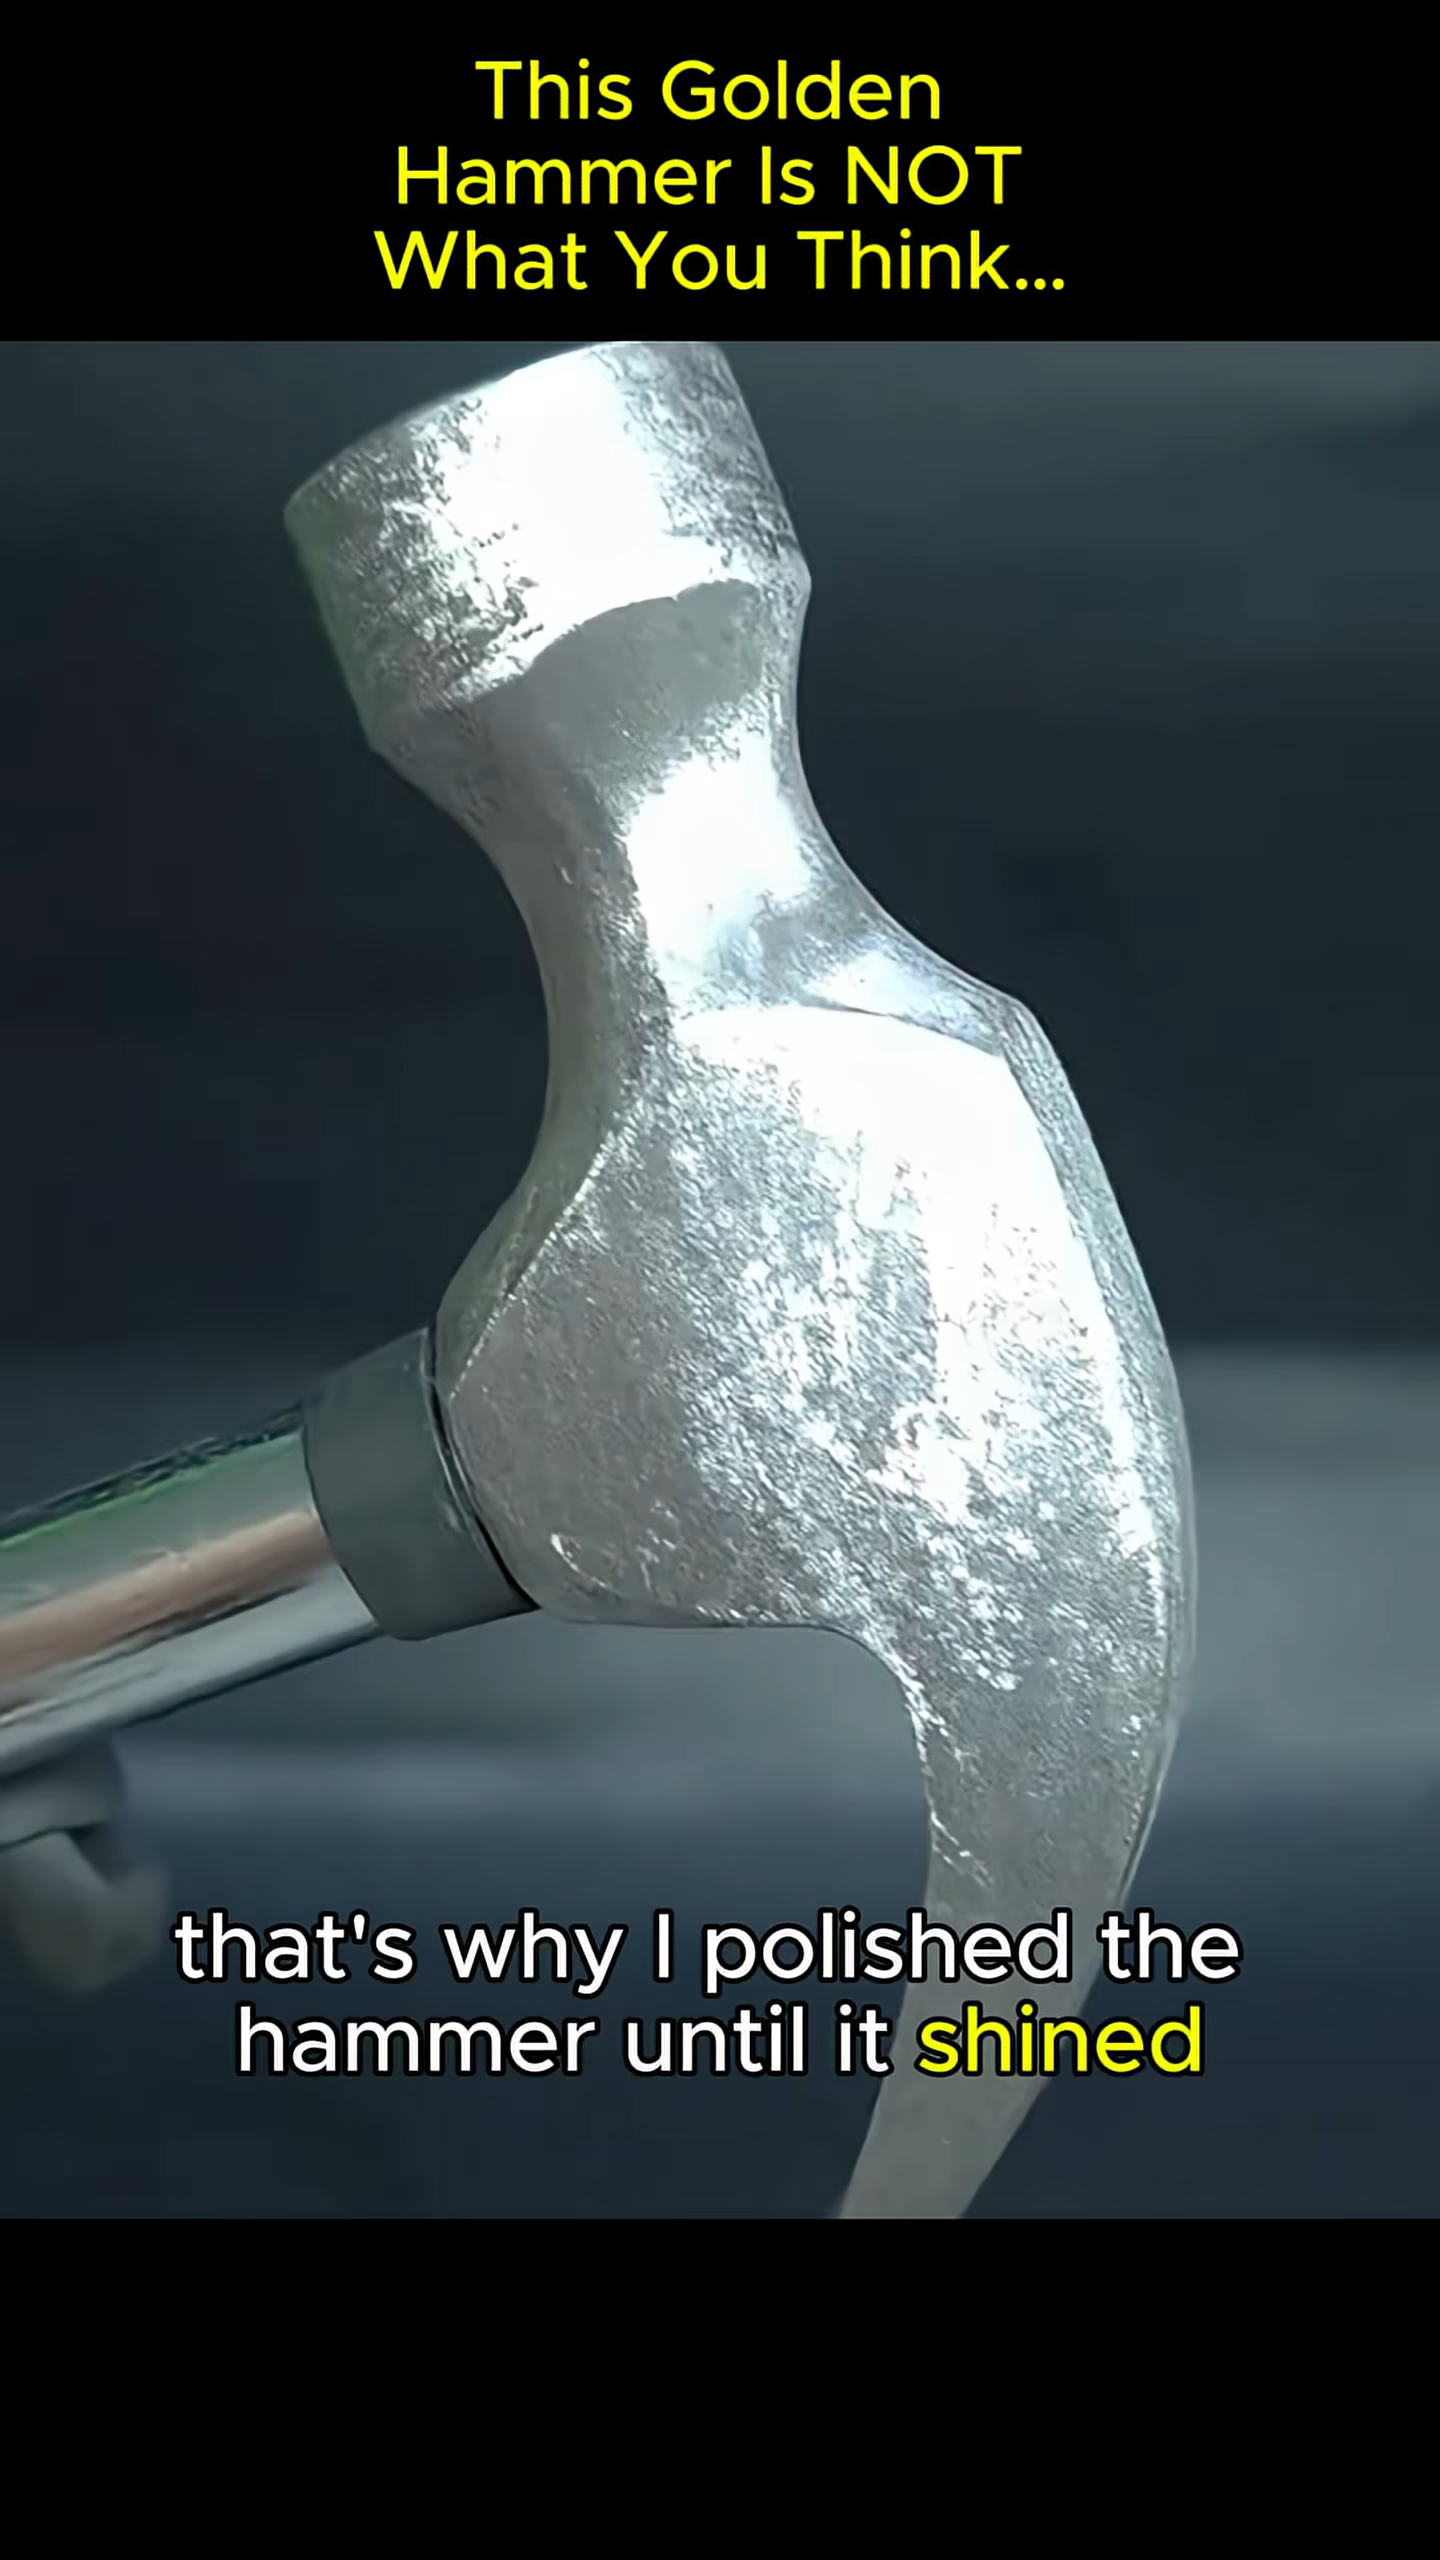 This Golden
Hammer Is NOT
What You Think...
that's why I polished the
hammer until it shined